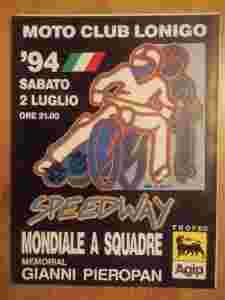 MOTO CLUB LONIGO
'94
SABATO
2 LUGLIO
ORE 21.00
SPEEDWAY
MONDIALE A SQUADRE
MEMORIAL
GIANNI PIEROPAN
TROFEO
Agip